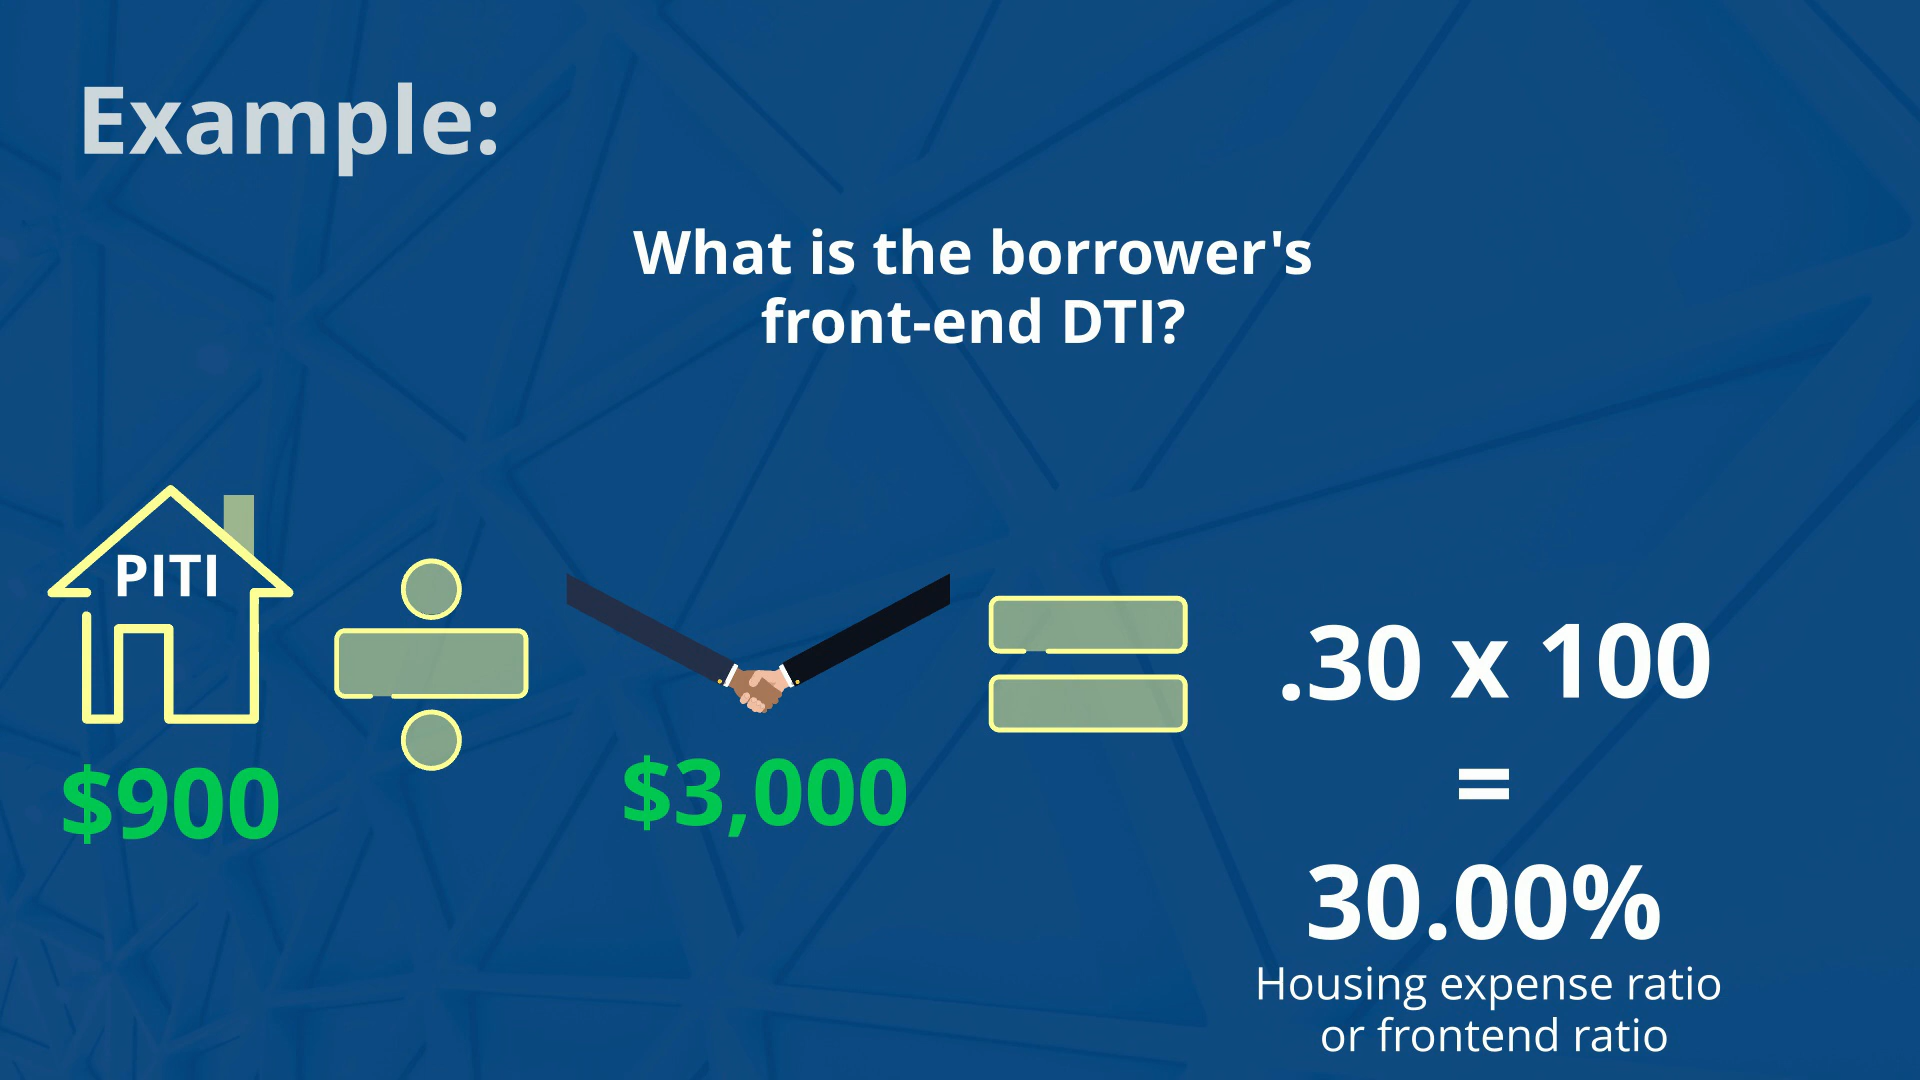 Example:
What is the borrower's
front-end DTI?
PITI
$900
$3,000
.30 x 100
=
30.00%
Housing expense ratio
or frontend ratio